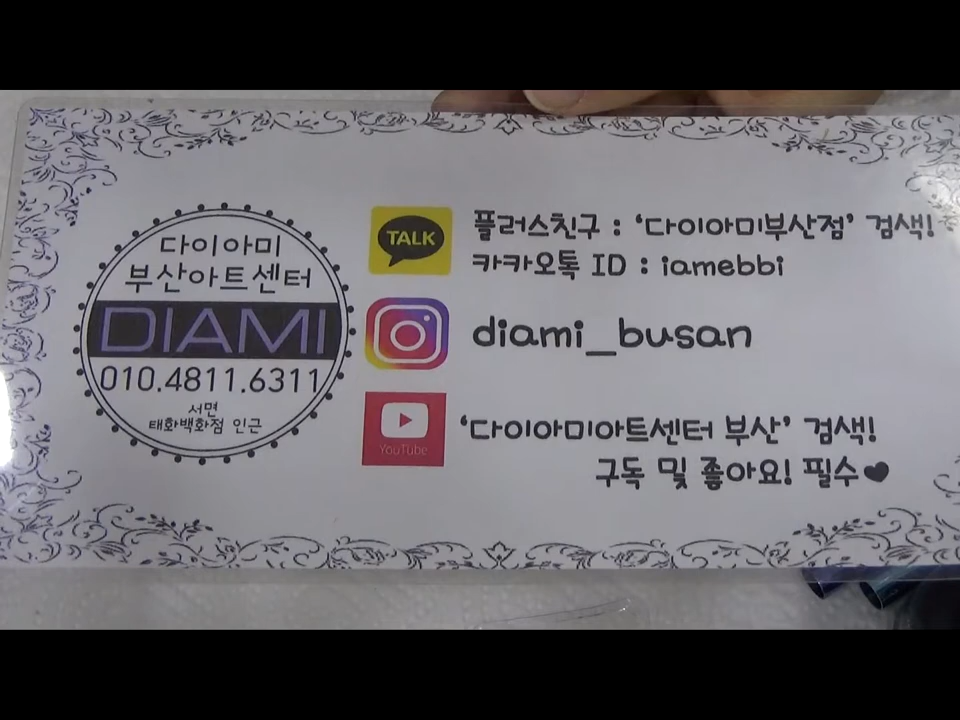 다이아미
부산아트센터
DIAMI
010.4811.6311
서면
태화백화점 인근
TALK
플러스친구 : ‘다이아미부산점’ 검색!
카카오톡 ID : iamebbi
diami_busan
YouTube
‘다이아미아트센터 부산’ 검색!
구독 및 좋아요! 필수♥